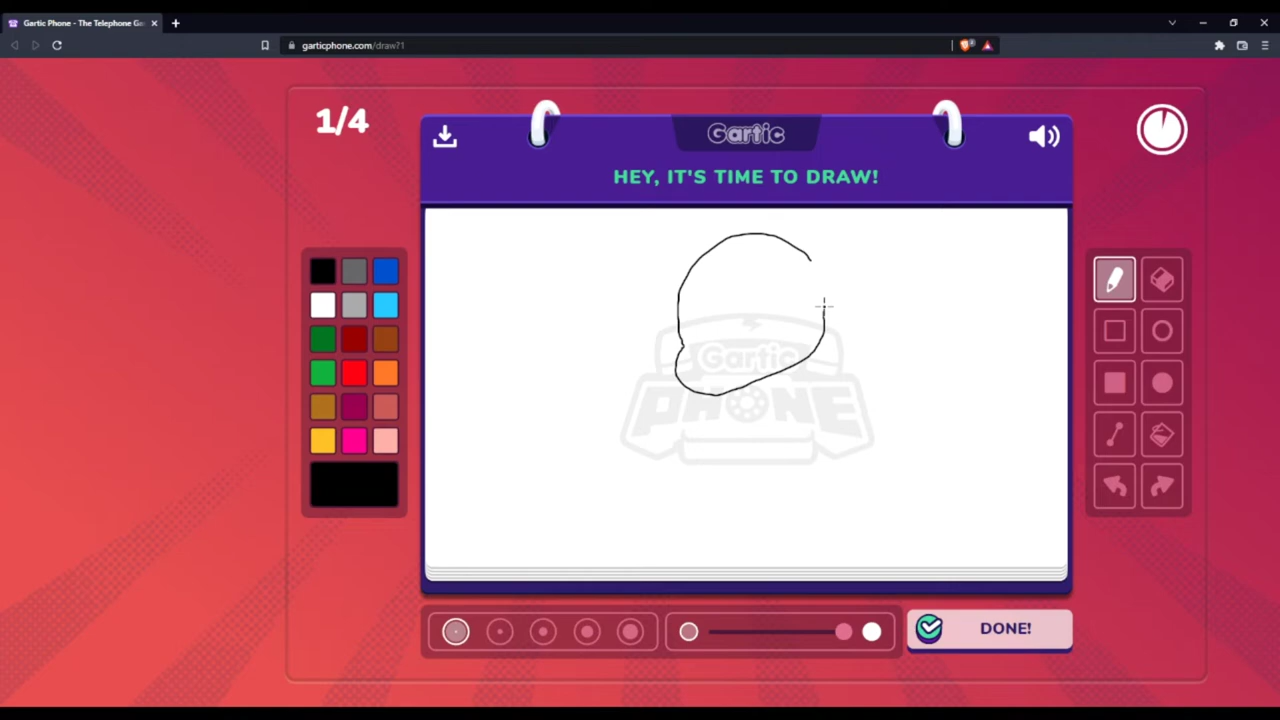 Gartic Phone - The Telephone Ga
garticphone.com/draw?1
1/4
Gartic
HEY, IT'S TIME TO DRAW!
Gartic
PHONE
DONE!